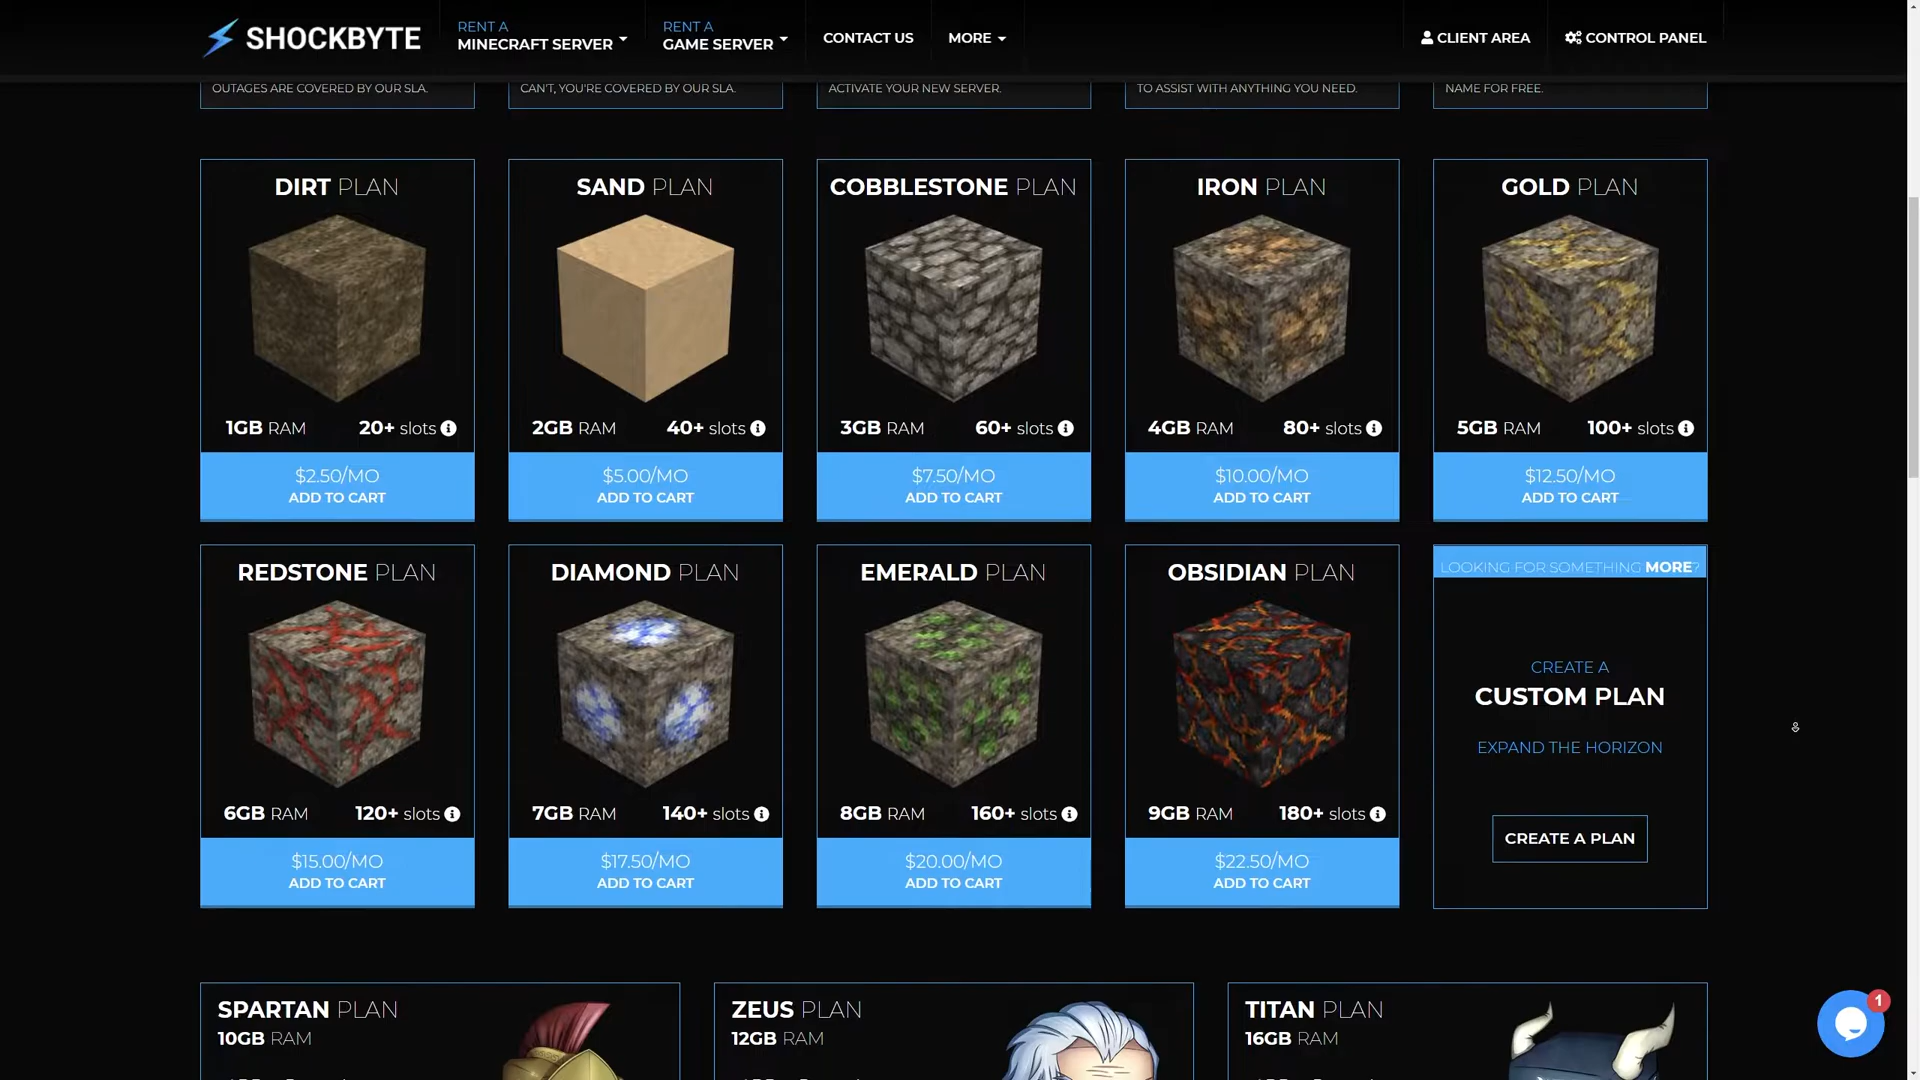 SHOCKBYTE
RENT A
MINECRAFT SERVER
RENT A
GAME SERVER
CONTACT US
MORE
CLIENT AREA
CONTROL PANEL
OUTAGES ARE COVERED BY OUR SLA.
CAN'T, YOU'RE COVERED BY OUR SLA.
ACTIVATE YOUR NEW SERVER.
TO ASSIST WITH ANYTHING YOU NEED.
NAME FOR FREE.
DIRT PLAN
1GB RAM 20+ slots
$2.50/MO
ADD TO CART
SAND PLAN
2GB RAM 40+ slots
$5.00/MO
ADD TO CART
COBBLESTONE PLAN
3GB RAM 60+ slots
$7.50/MO
ADD TO CART
IRON PLAN
4GB RAM 80+ slots
$10.00/MO
ADD TO CART
GOLD PLAN
5GB RAM 100+ slots
$12.50/MO
ADD TO CART
REDSTONE PLAN
6GB RAM 120+ slots
$15.00/MO
ADD TO CART
DIAMOND PLAN
7GB RAM 140+ slots
$17.50/MO
ADD TO CART
EMERALD PLAN
8GB RAM 160+ slots
$20.00/MO
ADD TO CART
OBSIDIAN PLAN
9GB RAM 180+ slots
$22.50/MO
ADD TO CART
LOOKING FOR SOMETHING MORE?
CREATE A
CUSTOM PLAN
EXPAND THE HORIZON
CREATE A PLAN
SPARTAN PLAN
10GB RAM
ZEUS PLAN
12GB RAM
TITAN PLAN
16GB RAM
1